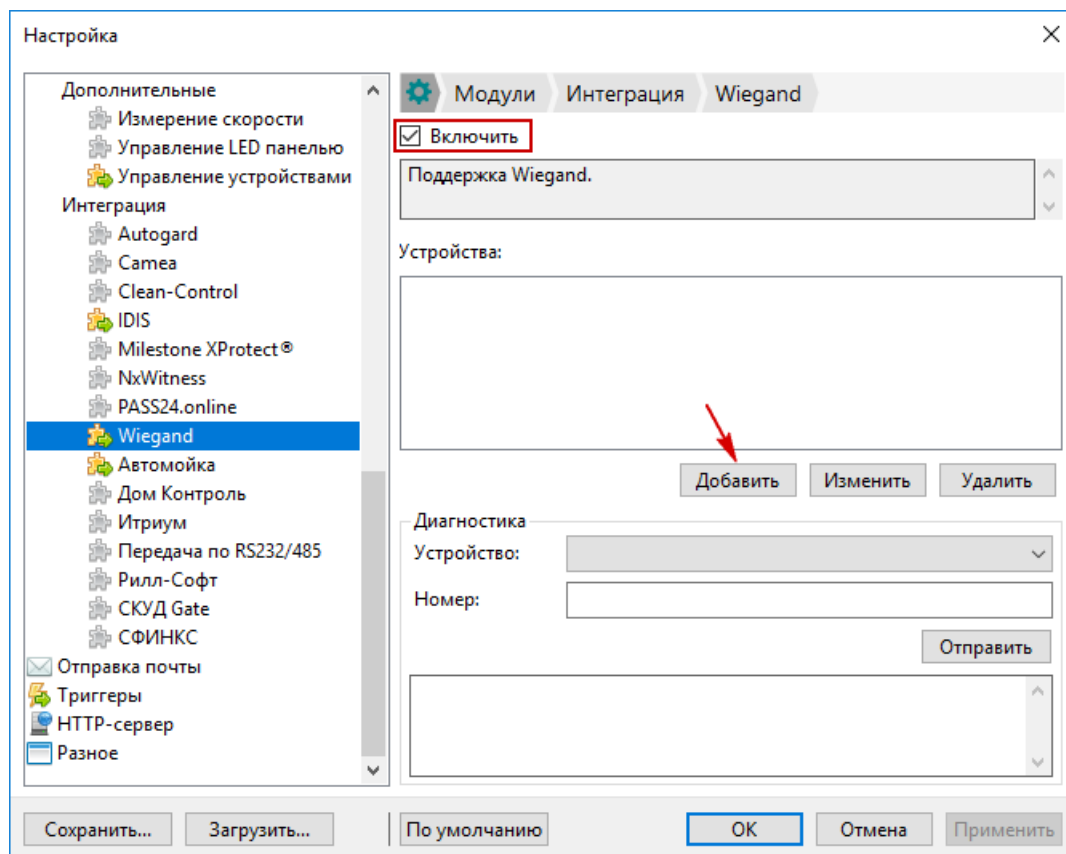 Настройка
Дополнительные
Измерение скорости
Управление LED панелью
Управление устройствами
Интеграция
Autogard
Camea
Clean-Control
IDIS
Milestone XProtect®
NxWitness
PASS24.online
Wiegand
Автомойка
Дом Контроль
Итриум
Передача по RS232/485
Рилл-Софт
СКУД Gate
СФИНКС
Отправка почты
Триггеры
HTTP-сервер
Разное
Модули Интеграция Wiegand
Включить
Поддержка Wiegand.
Устройства:
Добавить Изменить Удалить
Диагностика
Устройство:
Номер:
Отправить
Сохранить... Загрузить... По умолчанию OK Отмена Применить